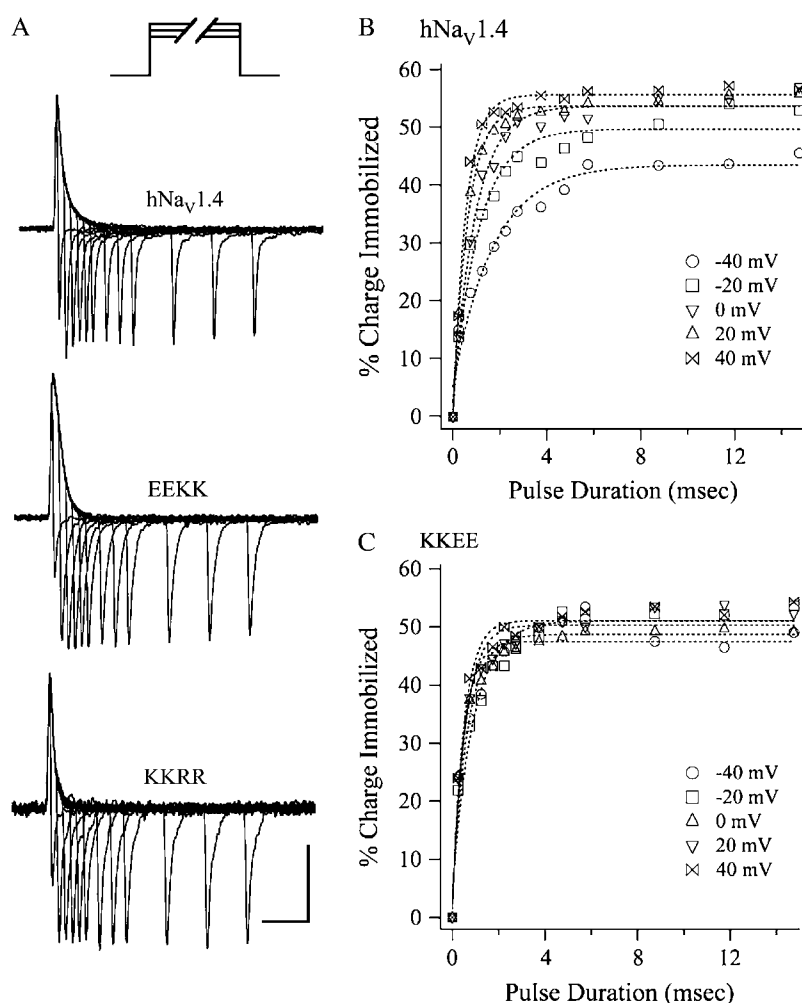 A
hNaV1.4
EEKK
KKRR
B hNaV1.4
% Charge Immobilized
60
50
40
30
20
10
0
-40 mV
-20 mV
0 mV
20 mV
40 mV
0 4 8 12
Pulse Duration (msec)
C KKEE
% Charge Immobilized
60
50
40
30
20
10
0
-40 mV
-20 mV
0 mV
20 mV
40 mV
0 4 8 12
Pulse Duration (msec)